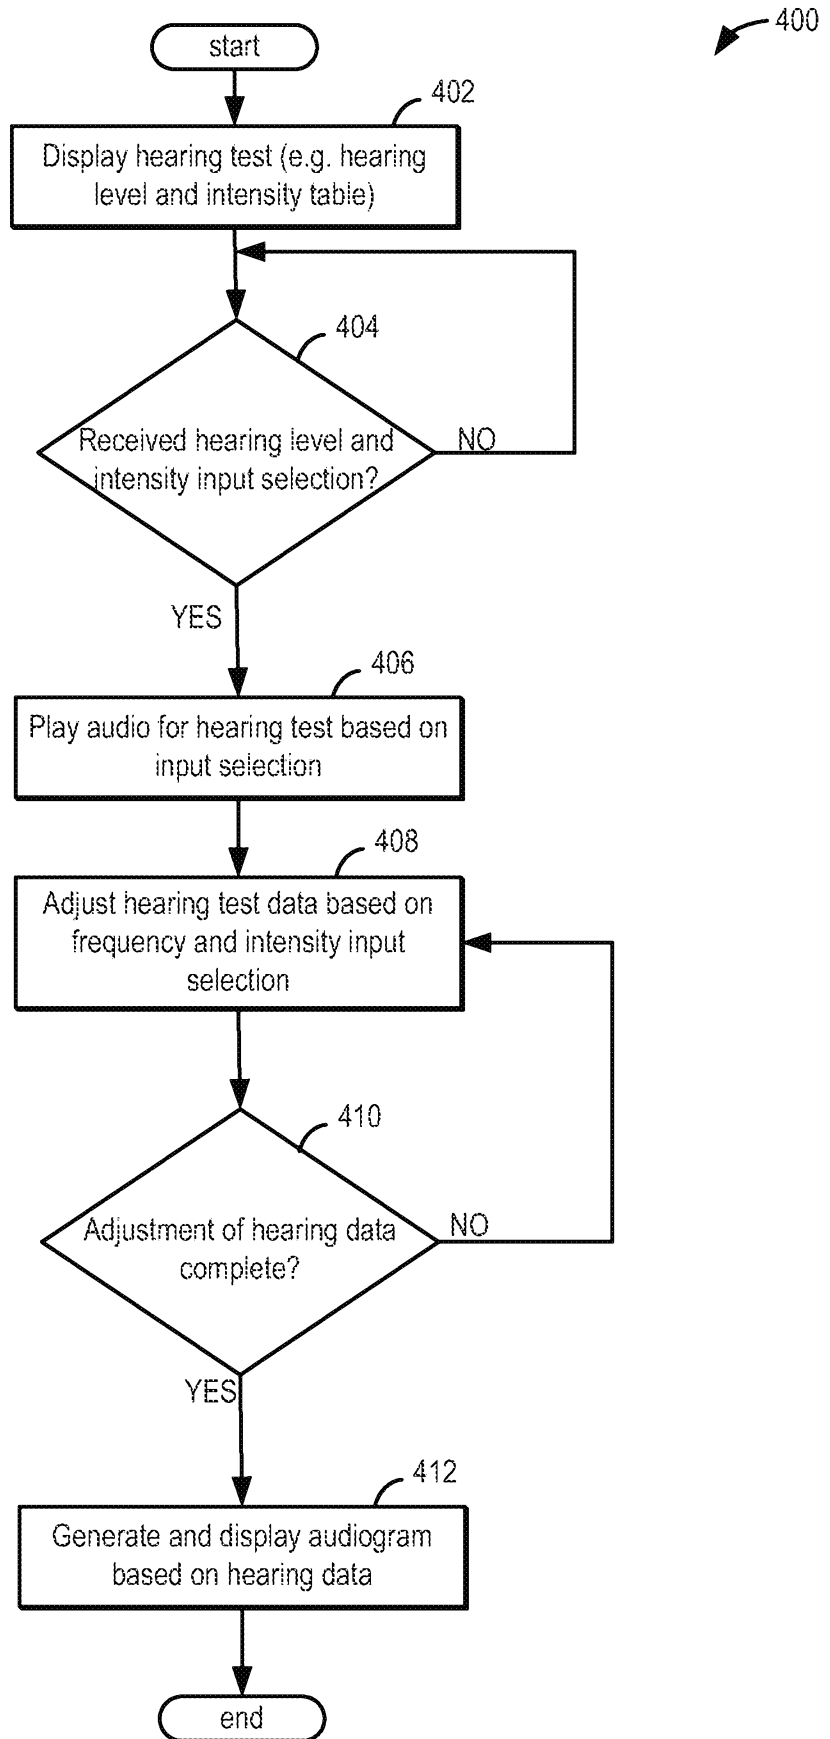 400
start
402
Display hearing test (e.g. hearing
level and intensity table)
404
Received hearing level and
intensity input selection?
NO
YES
406
Play audio for hearing test based on
input selection
408
Adjust hearing test data based on
frequency and intensity input
selection
410
Adjustment of hearing data
complete?
NO
YES
412
Generate and display audiogram
based on hearing data
end